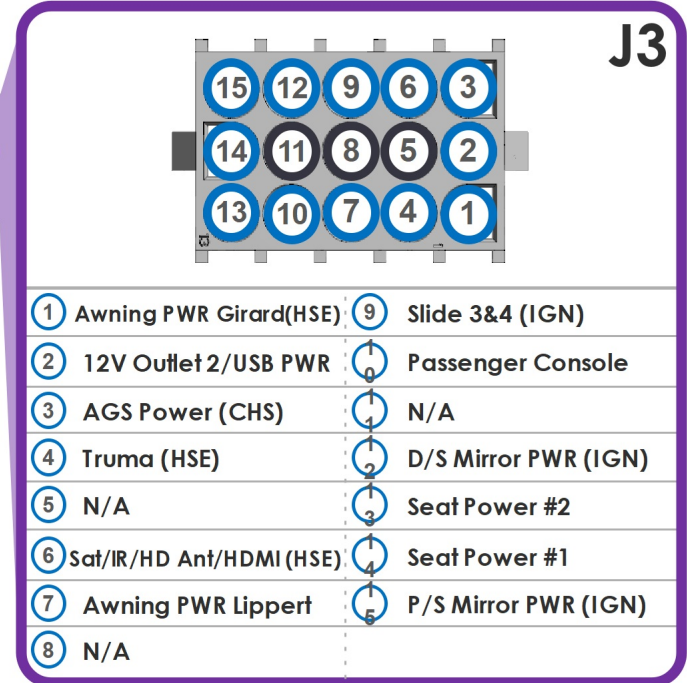 J3
15 12 9 6 3
14 11 8 5 2
13 10 7 4 1
1 Awning PWR Girard(HSE) 9 Slide 3&4 (IGN)
2 12V Outlet 2/USB PWR 10 Passenger Console
3 AGS Power (CHS) 11 N/A
4 Truma (HSE) 12 D/S Mirror PWR (IGN)
5 N/A 13 Seat Power #2
6 Sat/IR/HD Ant/HDMI (HSE) 14 Seat Power #1
7 Awning PWR Lippert 15 P/S Mirror PWR (IGN)
8 N/A